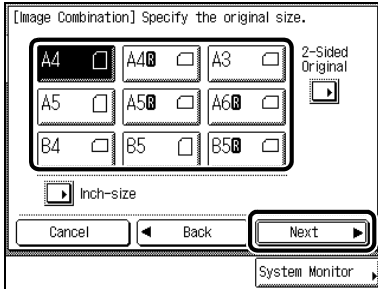 [Image Combination] Specify the original size.
A4 A4R A3 2-Sided
Original
A5 A5R A6R
B4 B5 B5R
Inch-size
Cancel Back Next
System Monitor